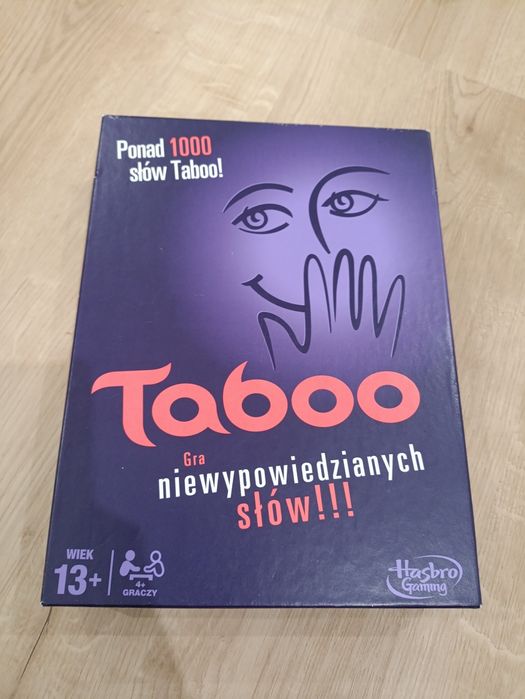 Ponad 1000
słów Taboo!
Taboo
Gra
niewypowiedzianych
słów!!!
WIEK
13+
4+
GRACZY
Hasbro
Gaming